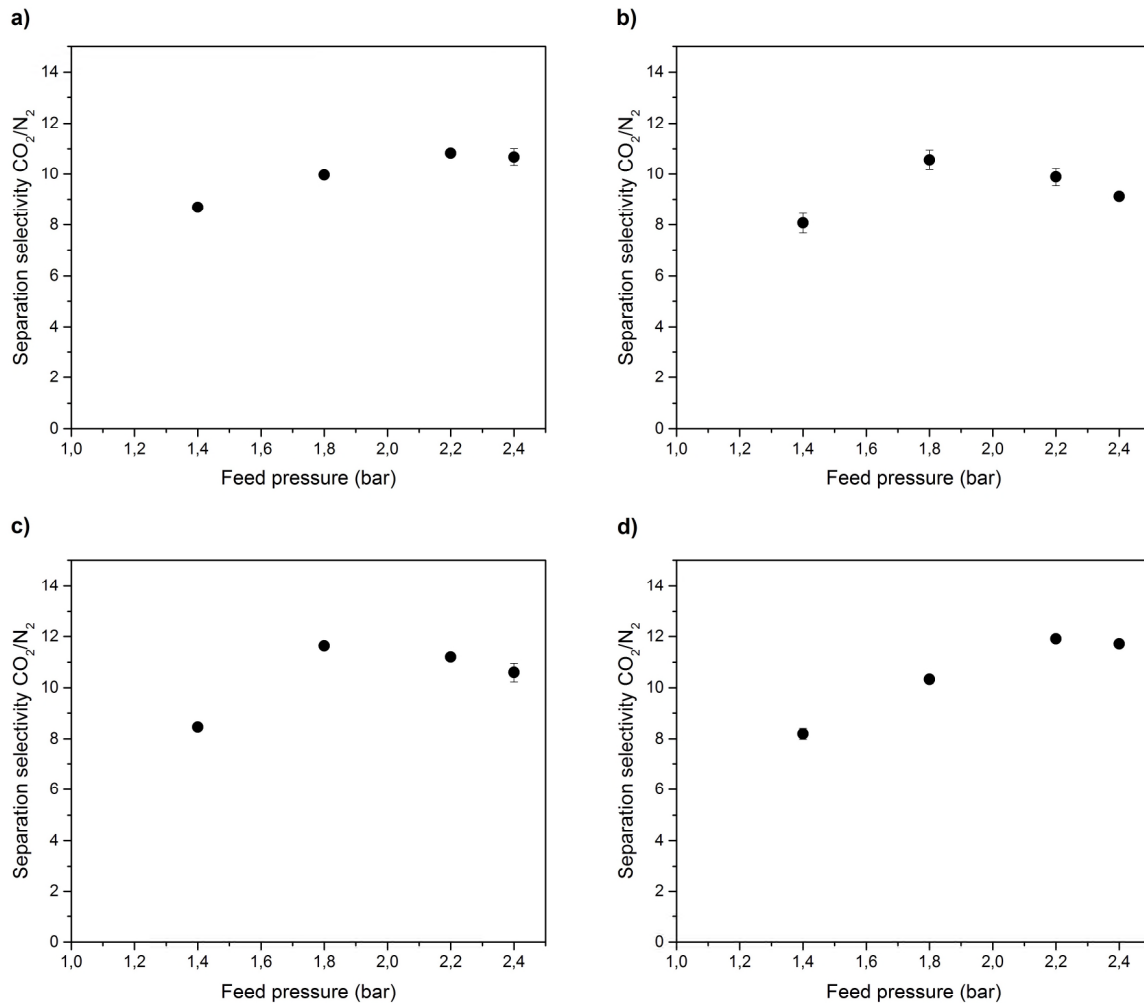 a)
Separation selectivity CO₂/N₂
14
12
10
8
6
4
2
0
1,0 1,2 1,4 1,6 1,8 2,0 2,2 2,4
Feed pressure (bar)
b)
Separation selectivity CO₂/N₂
14
12
10
8
6
4
2
0
1,0 1,2 1,4 1,6 1,8 2,0 2,2 2,4
Feed pressure (bar)
c)
Separation selectivity CO₂/N₂
14
12
10
8
6
4
2
0
1,0 1,2 1,4 1,6 1,8 2,0 2,2 2,4
Feed pressure (bar)
d)
Separation selectivity CO₂/N₂
14
12
10
8
6
4
2
0
1,0 1,2 1,4 1,6 1,8 2,0 2,2 2,4
Feed pressure (bar)